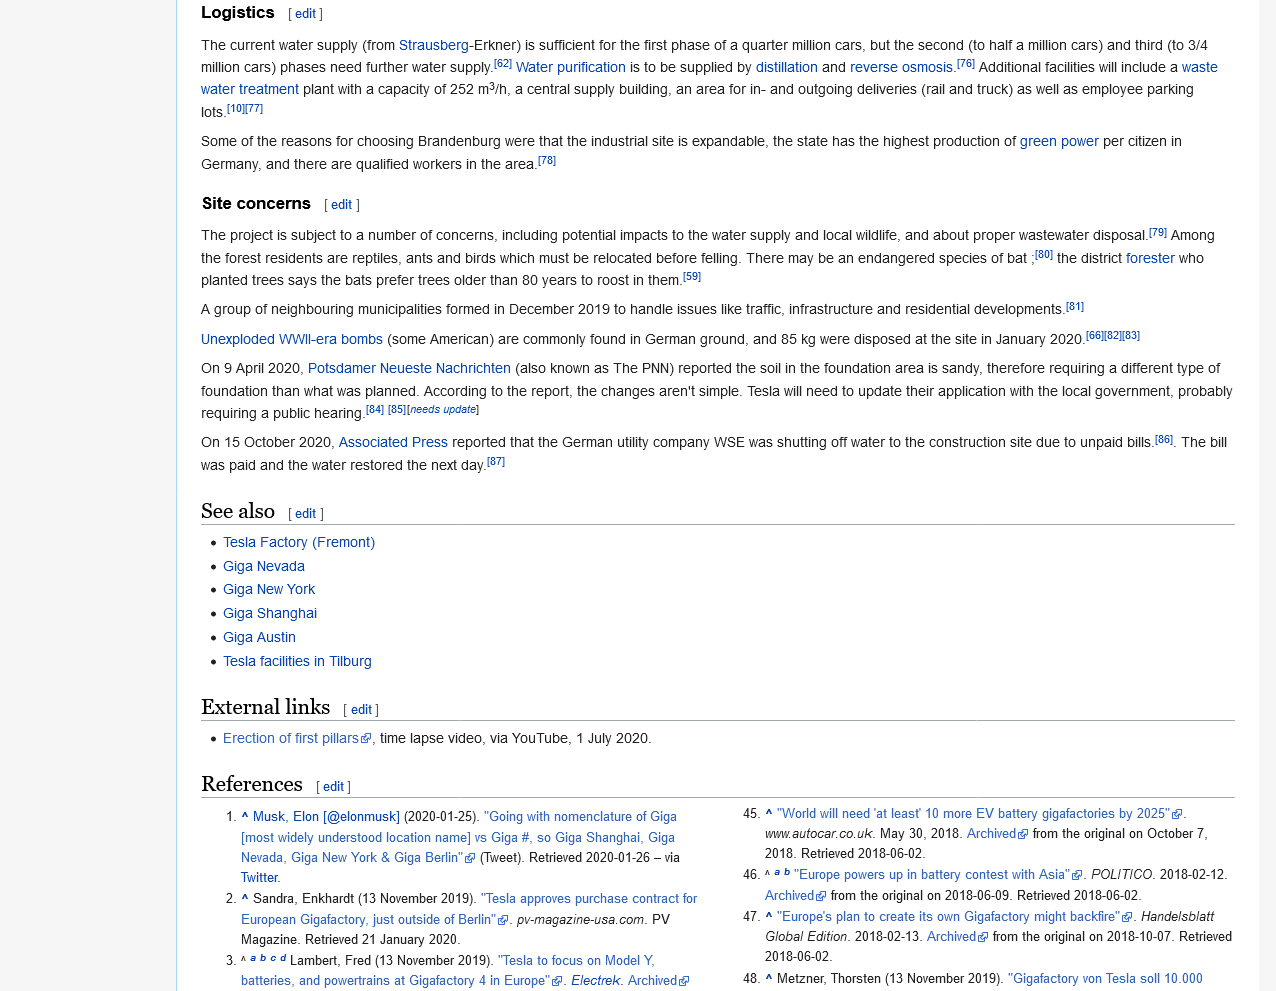 Logistics [ edit ]
The current water supply (from Strausberg-Erkner) is sufficient for the first phase of a quarter million cars, but the second (to half a million cars) and third (to 3/4
million cars) phases need further water supply.[62] Water purification is to be supplied by distillation and reverse osmosis.[76] Additional facilities will include a waste
water treatment plant with a capacity of 252 m3/h, a central supply building, an area for in- and outgoing deliveries (rail and truck) as well as employee parking
lots.[10][77]
Some of the reasons for choosing Brandenburg were that the industrial site is expandable, the state has the highest production of green power per citizen in
Germany, and there are qualified workers in the area.[78]
Site concerns [ edit ]
The project is subject to a number of concerns, including potential impacts to the water supply and local wildlife, and about proper wastewater disposal.[79] Among
the forest residents are reptiles, ants and birds which must be relocated before felling. There may be an endangered species of bat ;[80] the district forester who
planted trees says the bats prefer trees older than 80 years to roost in them.[59]
A group of neighbouring municipalities formed in December 2019 to handle issues like traffic, infrastructure and residential developments.[81]
Unexploded WWII-era bombs (some American) are commonly found in German ground, and 85 kg were disposed at the site in January 2020.[66][82][83]
On 9 April 2020, Potsdamer Neueste Nachrichten (also known as The PNN) reported the soil in the foundation area is sandy, therefore requiring a different type of
foundation than what was planned. According to the report, the changes aren't simple. Tesla will need to update their application with the local government, probably
requiring a public hearing.[84] [85][needs update]
On 15 October 2020, Associated Press reported that the German utility company WSE was shutting off water to the construction site due to unpaid bills.[86]. The bill
was paid and the water restored the next day.[87]
See also [ edit ]
• Tesla Factory (Fremont)
• Giga Nevada
• Giga New York
• Giga Shanghai
• Giga Austin
• Tesla facilities in Tilburg
External links [ edit ]
• Erection of first pillars, time lapse video, via YouTube, 1 July 2020.
References [ edit ]
1. ^ Musk, Elon [@elonmusk] (2020-01-25). "Going with nomenclature of Giga
[most widely understood location name] vs Giga #, so Giga Shanghai, Giga
Nevada, Giga New York & Giga Berlin" (Tweet). Retrieved 2020-01-26 – via
Twitter.
2. ^ Sandra, Enkhardt (13 November 2019). "Tesla approves purchase contract for
European Gigafactory, just outside of Berlin". pv-magazine-usa.com. PV
Magazine. Retrieved 21 January 2020.
3. ^ a b c d Lambert, Fred (13 November 2019). "Tesla to focus on Model Y,
batteries, and powertrains at Gigafactory 4 in Europe". Electrek. Archived
45. ^ "World will need 'at least' 10 more EV battery gigafactories by 2025".
www.autocar.co.uk. May 30, 2018. Archived from the original on October 7,
2018. Retrieved 2018-06-02.
46. ^ a b "Europe powers up in battery contest with Asia". POLITICO. 2018-02-12.
Archived from the original on 2018-06-09. Retrieved 2018-06-02.
47. ^ "Europe's plan to create its own Gigafactory might backfire". Handelsblatt
Global Edition. 2018-02-13. Archived from the original on 2018-10-07. Retrieved
2018-06-02.
48. ^ Metzner, Thorsten (13 November 2019). "Gigafactory von Tesla soll 10.000